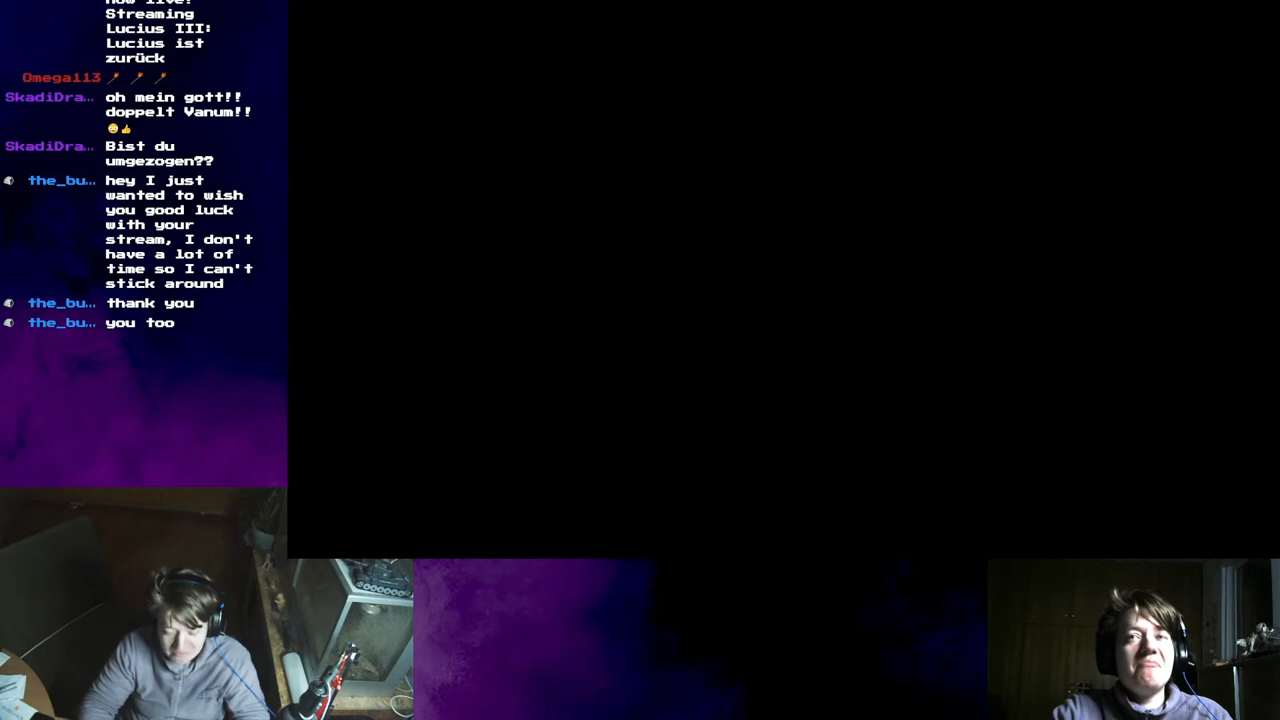 now live!
Streaming
Lucius III:
Lucius ist
zurück
Omega113
SkadiDra… oh mein gott!!
doppelt Vanum!!
SkadiDra… Bist du
umgezogen??
the_bu… hey I just
wanted to wish
you good luck
with your
stream, I don't
have a lot of
time so I can't
stick around
the_bu… thank you
the_bu… you too